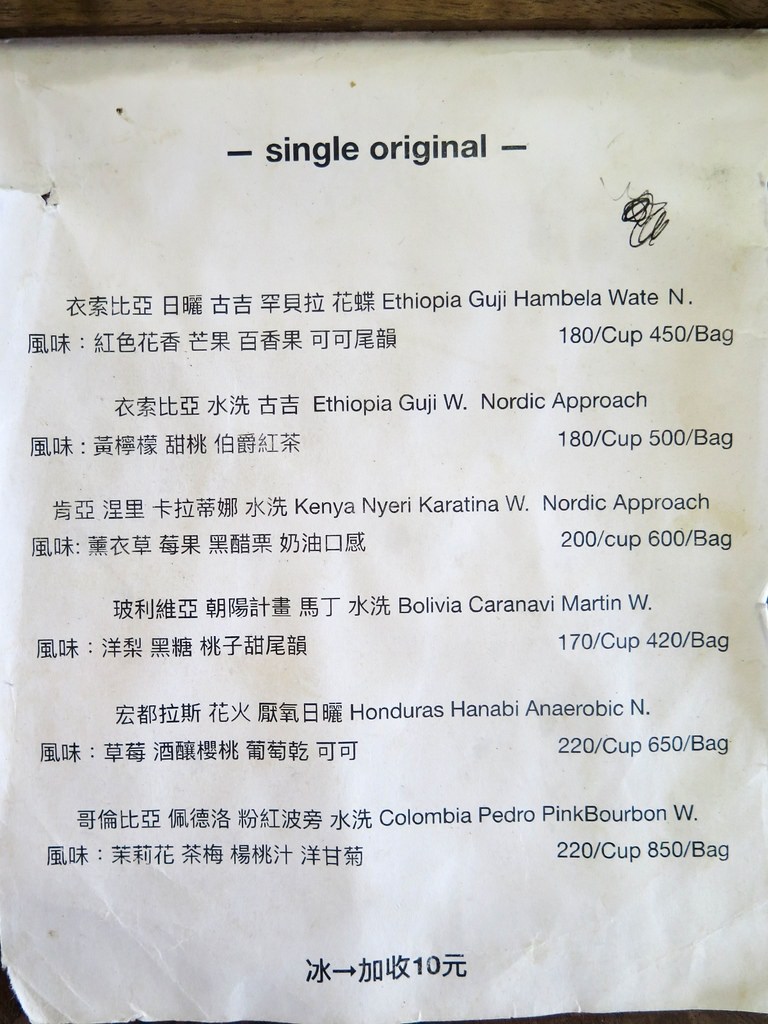 — single original —
衣索比亞 日曬 古吉 罕貝拉 花蝶 Ethiopia Guji Hambela Wate N.
風味：紅色花香 芒果 百香果 可可尾韻 180/Cup 450/Bag
衣索比亞 水洗 古吉 Ethiopia Guji W. Nordic Approach
風味：黃檸檬 甜桃 伯爵紅茶 180/Cup 500/Bag
肯亞 涅里 卡拉蒂娜 水洗 Kenya Nyeri Karatina W. Nordic Approach
風味: 薰衣草 莓果 黑醋栗 奶油口感 200/cup 600/Bag
玻利維亞 朝陽計畫 馬丁 水洗 Bolivia Caranavi Martin W.
風味：洋梨 黑糖 桃子甜尾韻 170/Cup 420/Bag
宏都拉斯 花火 厭氧日曬 Honduras Hanabi Anaerobic N.
風味：草莓 酒釀櫻桃 葡萄乾 可可 220/Cup 650/Bag
哥倫比亞 佩德洛 粉紅波旁 水洗 Colombia Pedro PinkBourbon W.
風味：茉莉花 茶梅 楊桃汁 洋甘菊 220/Cup 850/Bag
冰→加收10元